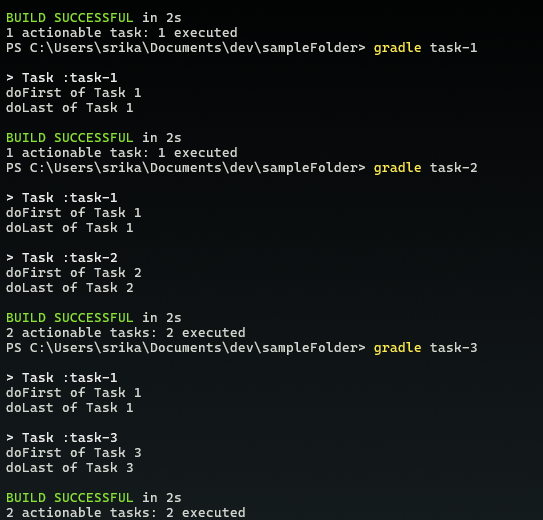 BUILD SUCCESSFUL in 2s
1 actionable task: 1 executed
PS C:\Users\srika\Documents\dev\sampleFolder> gradle task-1
> Task :task-1
doFirst of Task 1
doLast of Task 1
BUILD SUCCESSFUL in 2s
1 actionable task: 1 executed
PS C:\Users\srika\Documents\dev\sampleFolder> gradle task-2
> Task :task-1
doFirst of Task 1
doLast of Task 1
> Task :task-2
doFirst of Task 2
doLast of Task 2
BUILD SUCCESSFUL in 2s
2 actionable tasks: 2 executed
PS C:\Users\srika\Documents\dev\sampleFolder> gradle task-3
> Task :task-1
doFirst of Task 1
doLast of Task 1
> Task :task-3
doFirst of Task 3
doLast of Task 3
BUILD SUCCESSFUL in 2s
2 actionable tasks: 2 executed